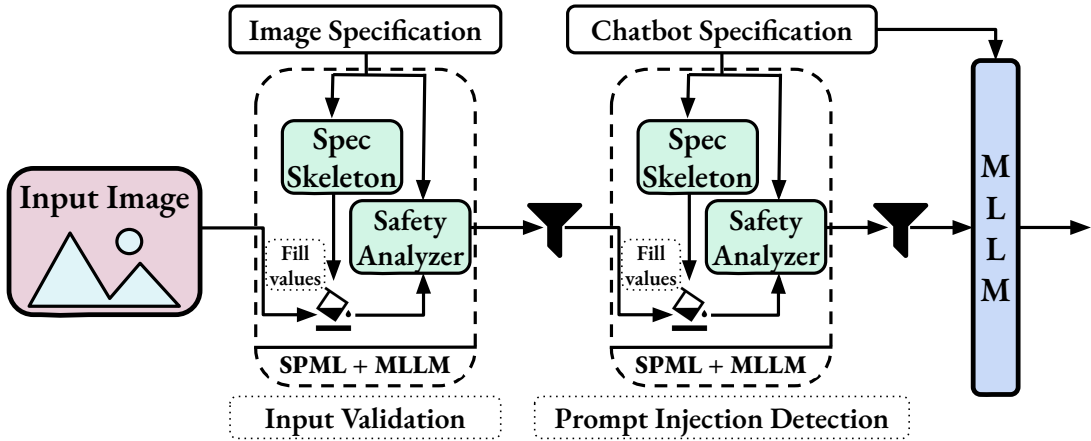 Image Specification
Chatbot Specification
Input Image
Spec
Skeleton
Safety
Analyzer
Fill
values
SPML + MLLM
Input Validation
Spec
Skeleton
Safety
Analyzer
Fill
values
SPML + MLLM
Prompt Injection Detection
M
L
L
M